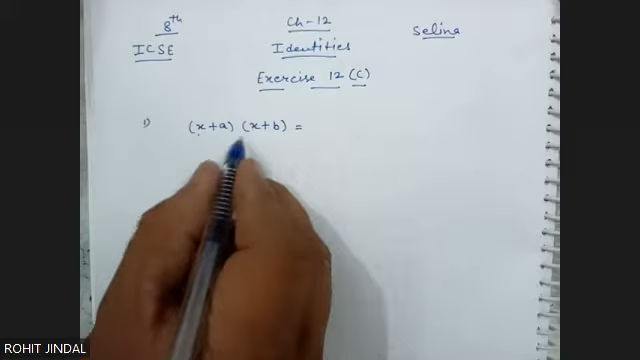 8th Ch-12 Selina
ICSE Identities
Exercise 12 (C)
1) (x+a) (x+b) =
ROHIT JINDAL